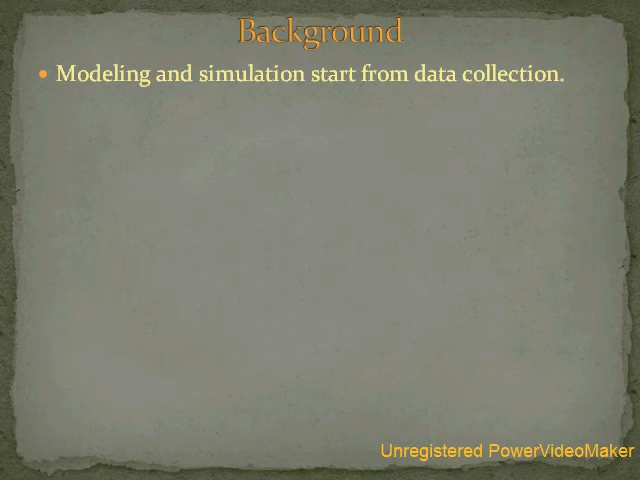 Background
• Modeling and simulation start from data collection.
Unregistered PowerVideoMaker